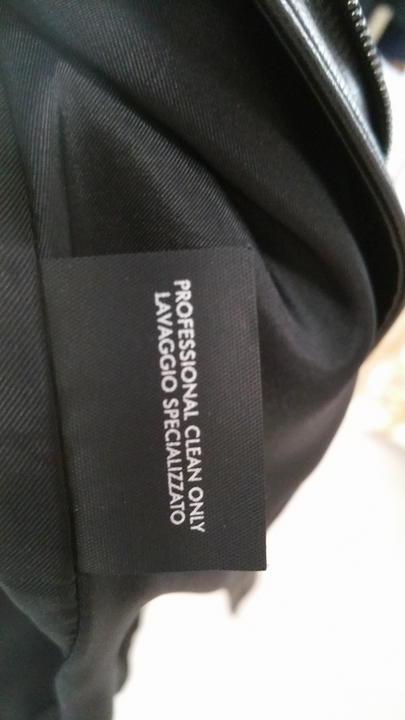 PROFESSIONAL CLEAN ONLY
LAVAGGIO SPECIALIZZATO